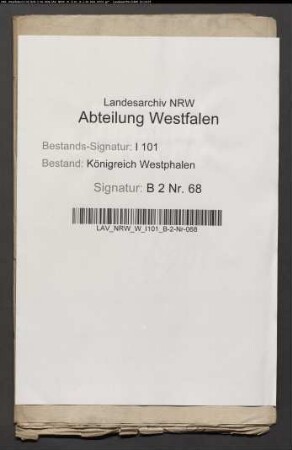 Landesarchiv NRW
Abteilung Westfalen
Bestands-Signatur: I 101
Bestand: Königreich Westphalen
Signatur: B 2 Nr. 68
LAV_NRW_W_I101_B-2-Nr-068